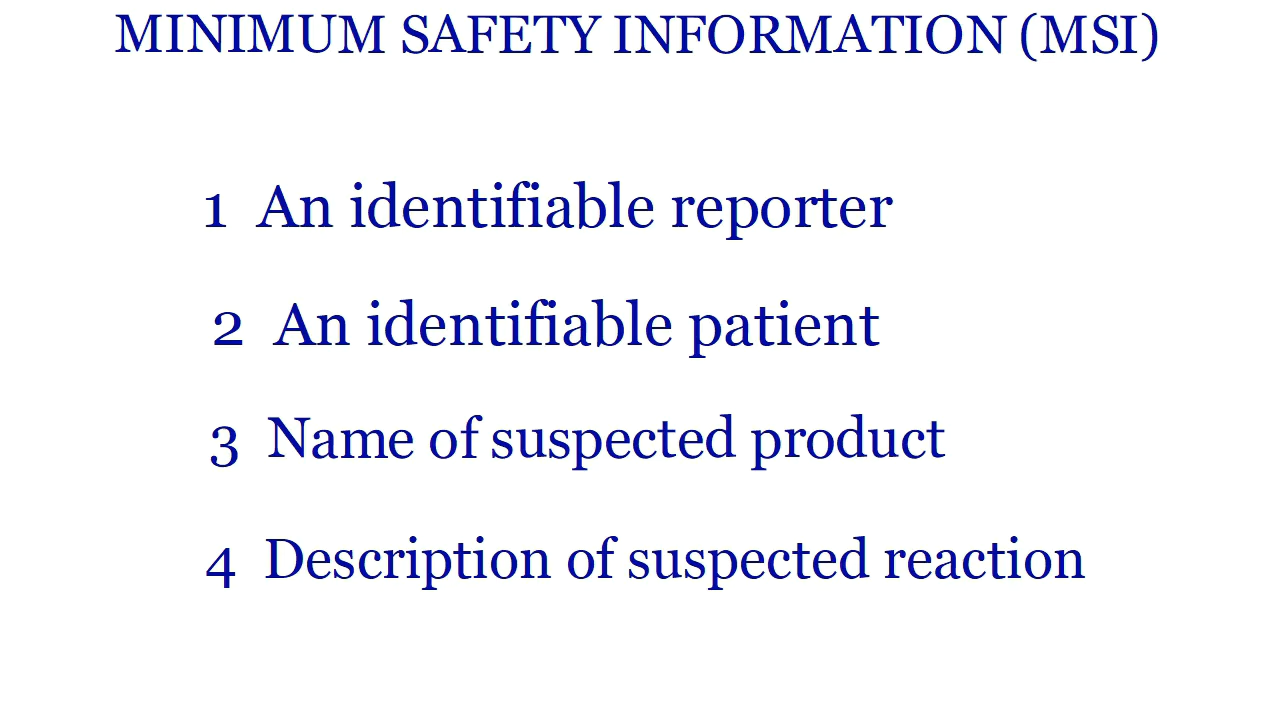 MINIMUM SAFETY INFORMATION (MSI)
1 An identifiable reporter
2 An identifiable patient
3 Name of suspected product
4 Description of suspected reaction